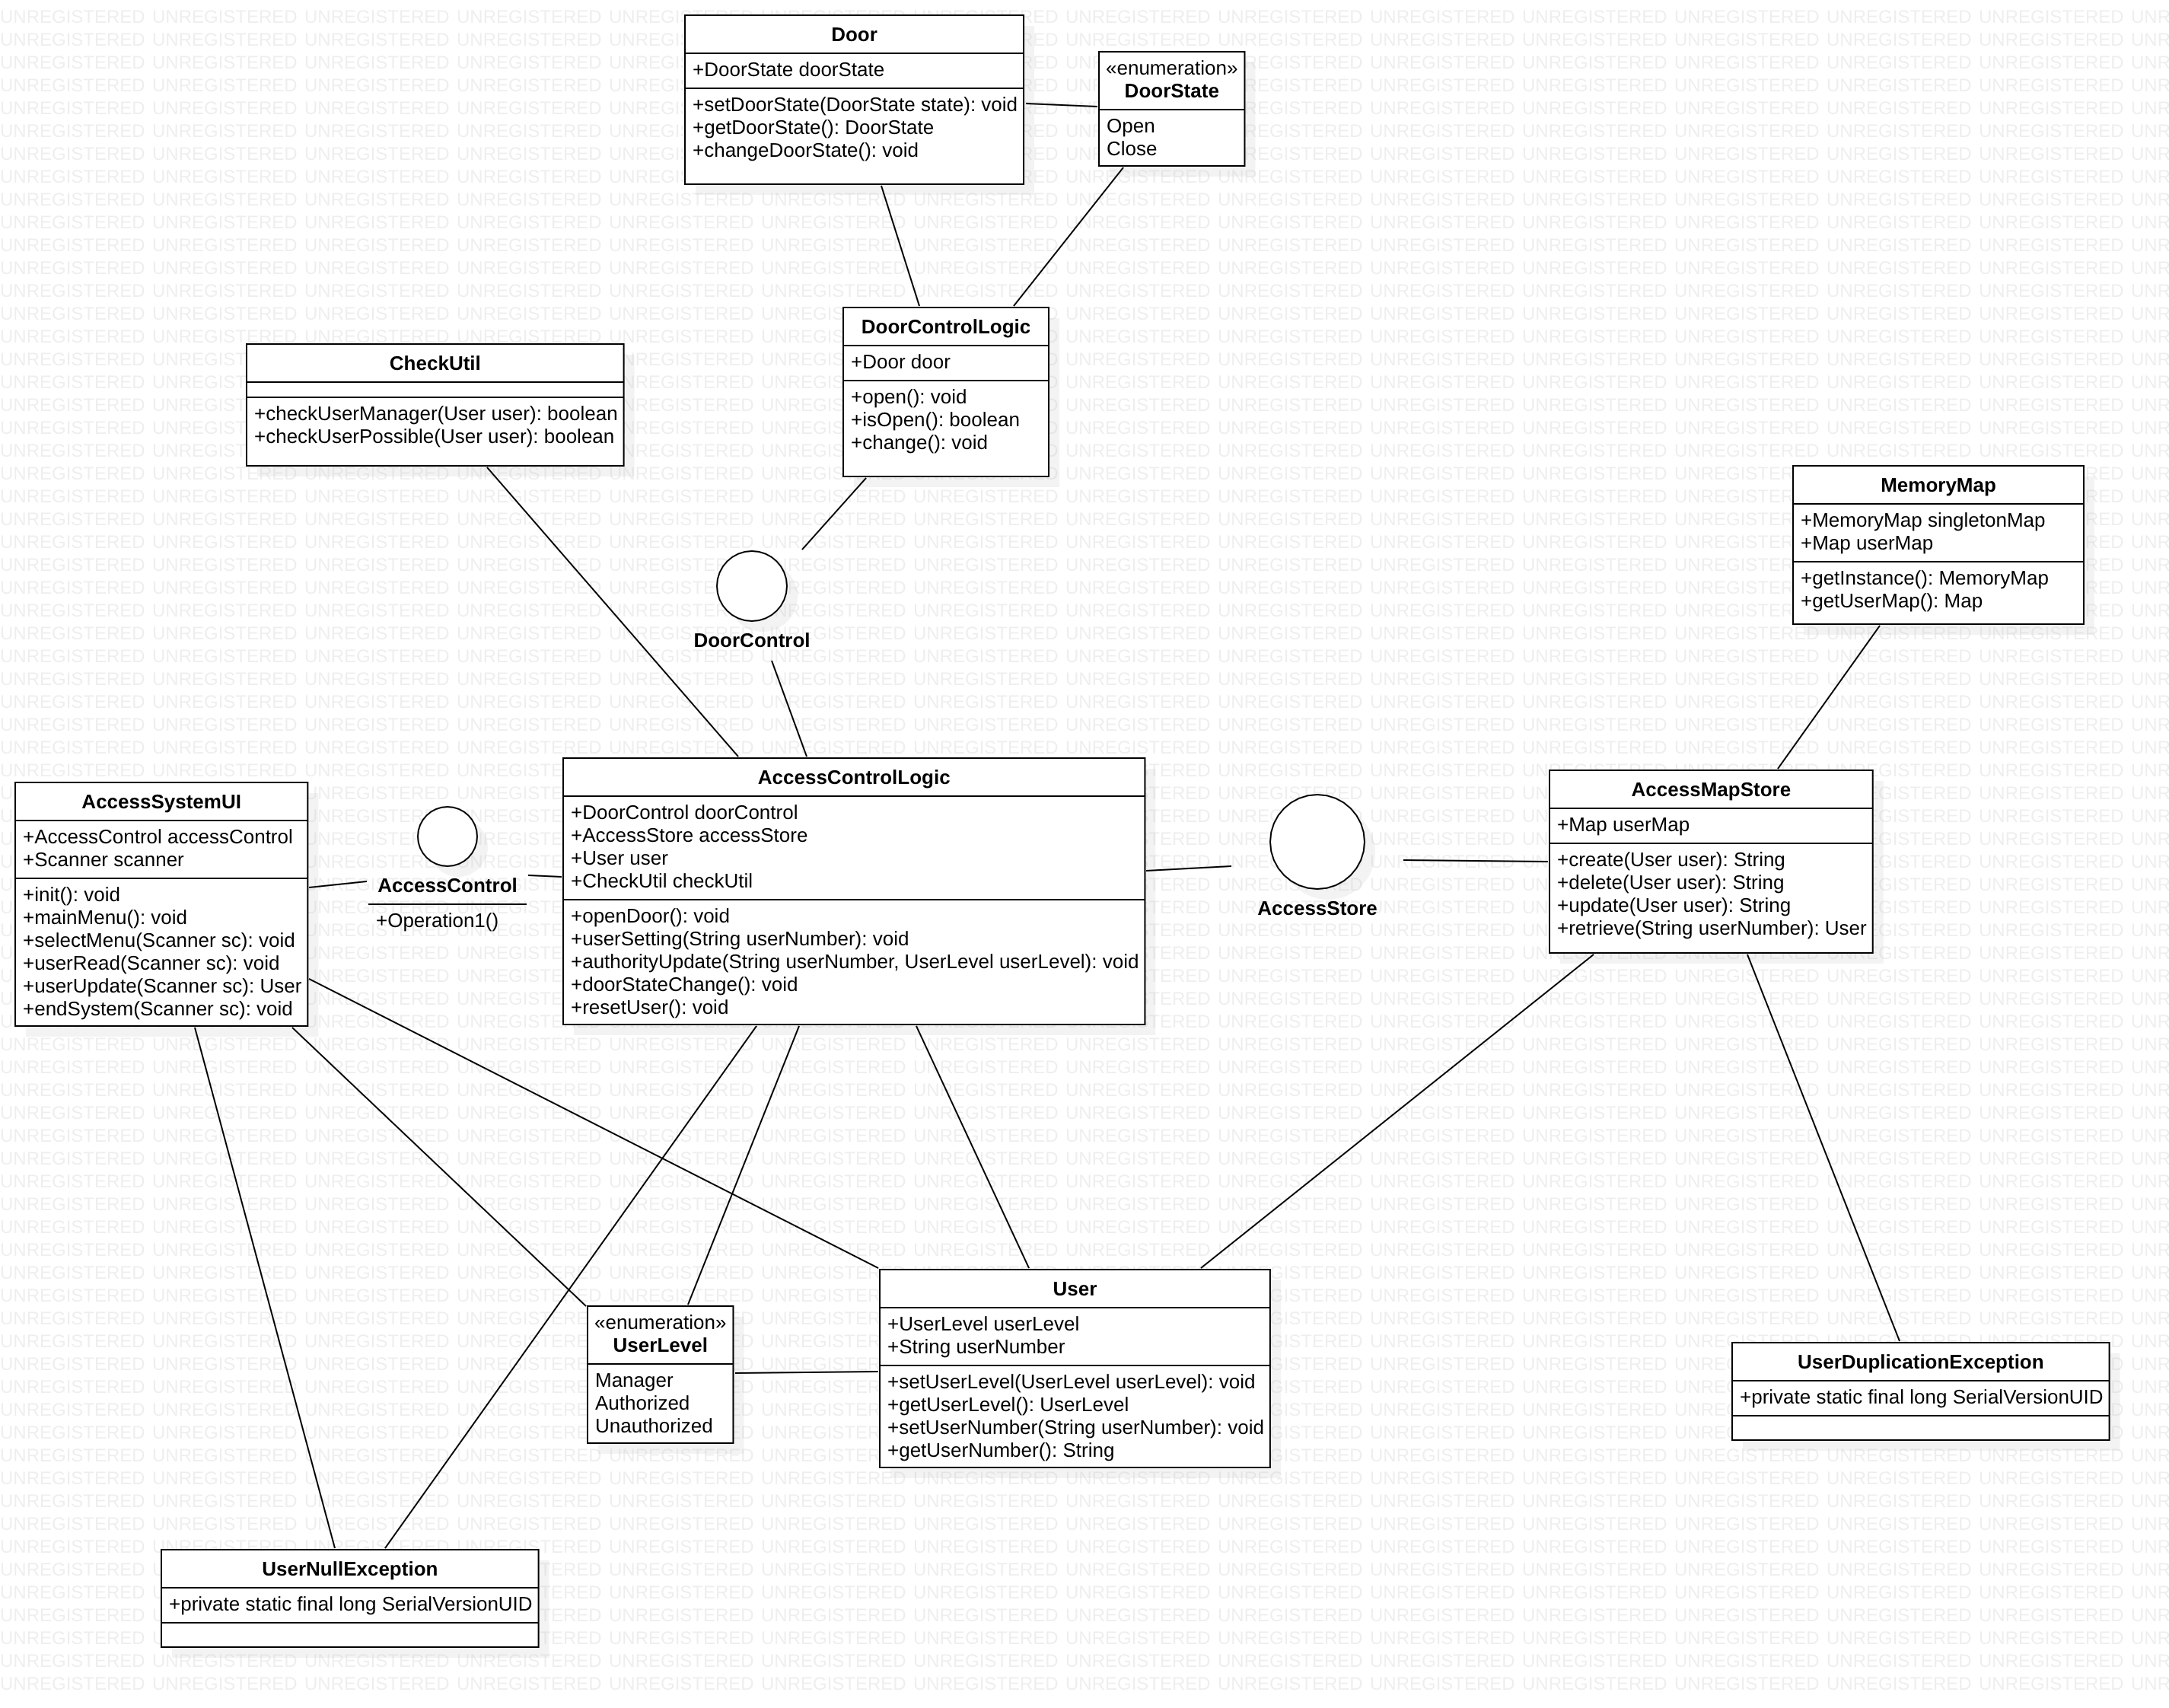 Door
+DoorState doorState
+setDoorState(DoorState state): void
+getDoorState(): DoorState
+changeDoorState(): void
«enumeration»
DoorState
Open
Close
DoorControlLogic
+Door door
+open(): void
+isOpen(): boolean
+change(): void
CheckUtil
+checkUserManager(User user): boolean
+checkUserPossible(User user): boolean
DoorControl
MemoryMap
+MemoryMap singletonMap
+Map userMap
+getInstance(): MemoryMap
+getUserMap(): Map
AccessSystemUI
+AccessControl accessControl
+Scanner scanner
+init(): void
+mainMenu(): void
+selectMenu(Scanner sc): void
+userRead(Scanner sc): void
+userUpdate(Scanner sc): User
+endSystem(Scanner sc): void
AccessControl
+Operation1()
AccessControlLogic
+DoorControl doorControl
+AccessStore accessStore
+User user
+CheckUtil checkUtil
+openDoor(): void
+userSetting(String userNumber): void
+authorityUpdate(String userNumber, UserLevel userLevel): void
+doorStateChange(): void
+resetUser(): void
AccessStore
AccessMapStore
+Map userMap
+create(User user): String
+delete(User user): String
+update(User user): String
+retrieve(String userNumber): User
«enumeration»
UserLevel
Manager
Authorized
Unauthorized
User
+UserLevel userLevel
+String userNumber
+setUserLevel(UserLevel userLevel): void
+getUserLevel(): UserLevel
+setUserNumber(String userNumber): void
+getUserNumber(): String
UserDuplicationException
+private static final long SerialVersionUID
UserNullException
+private static final long SerialVersionUID
UNREGISTERED